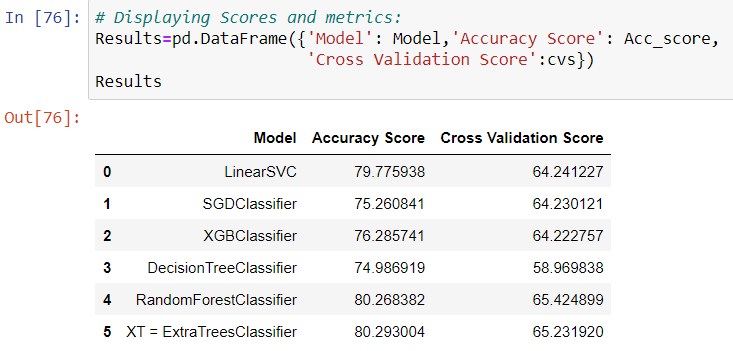 In [76]: # Displaying Scores and metrics:
Results=pd.DataFrame({'Model': Model,'Accuracy Score': Acc_score,
'Cross Validation Score':cvs})
Results
Out[76]:
Model Accuracy Score Cross Validation Score
0 LinearSVC 79.775938 64.241227
1 SGDClassifier 75.260841 64.230121
2 XGBClassifier 76.285741 64.222757
3 DecisionTreeClassifier 74.986919 58.969838
4 RandomForestClassifier 80.268382 65.424899
5 XT = ExtraTreesClassifier 80.293004 65.231920